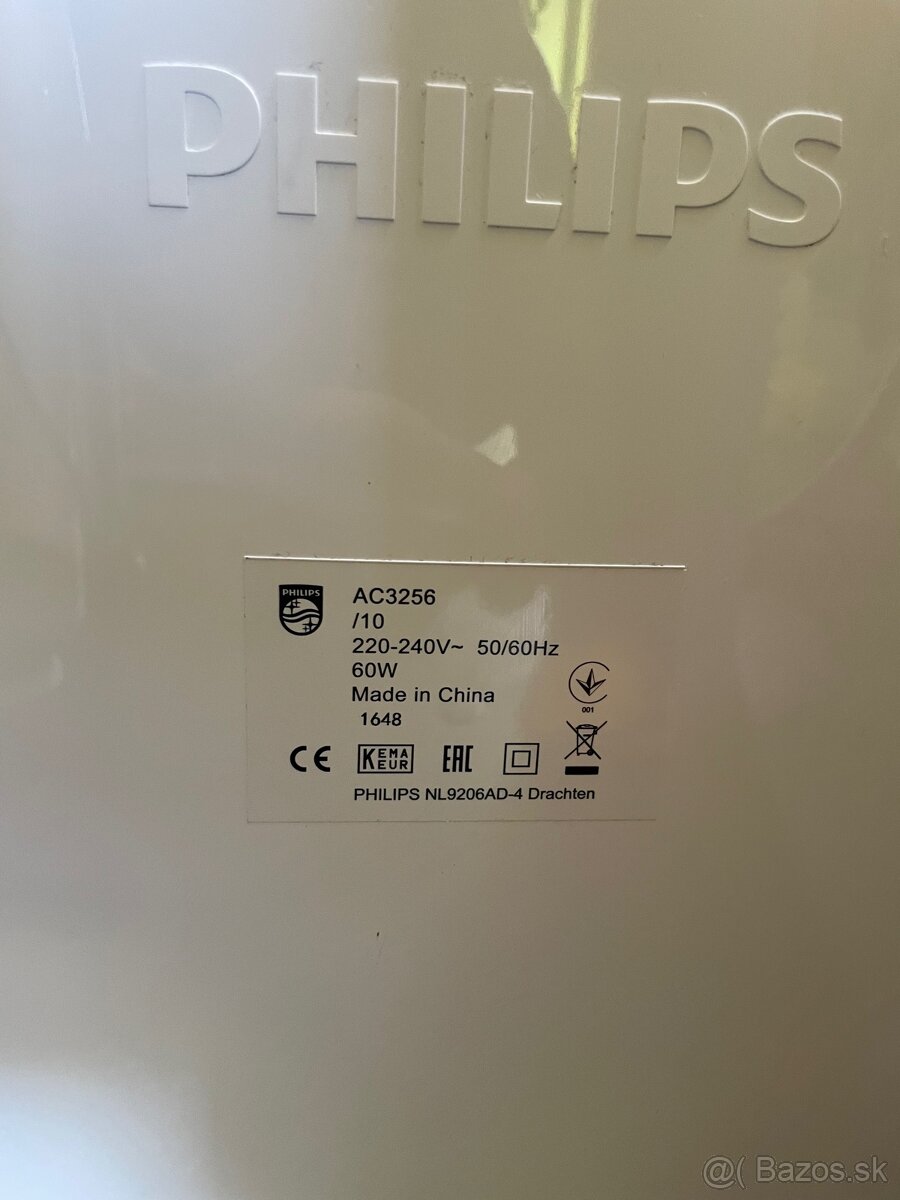 PHILIPS
PHILIPS
AC3256
/10
220-240V~ 50/60Hz
60W
Made in China
1648
001
CE KEMA EUR EAC
PHILIPS NL9206AD-4 Drachten
@( Bazos.sk